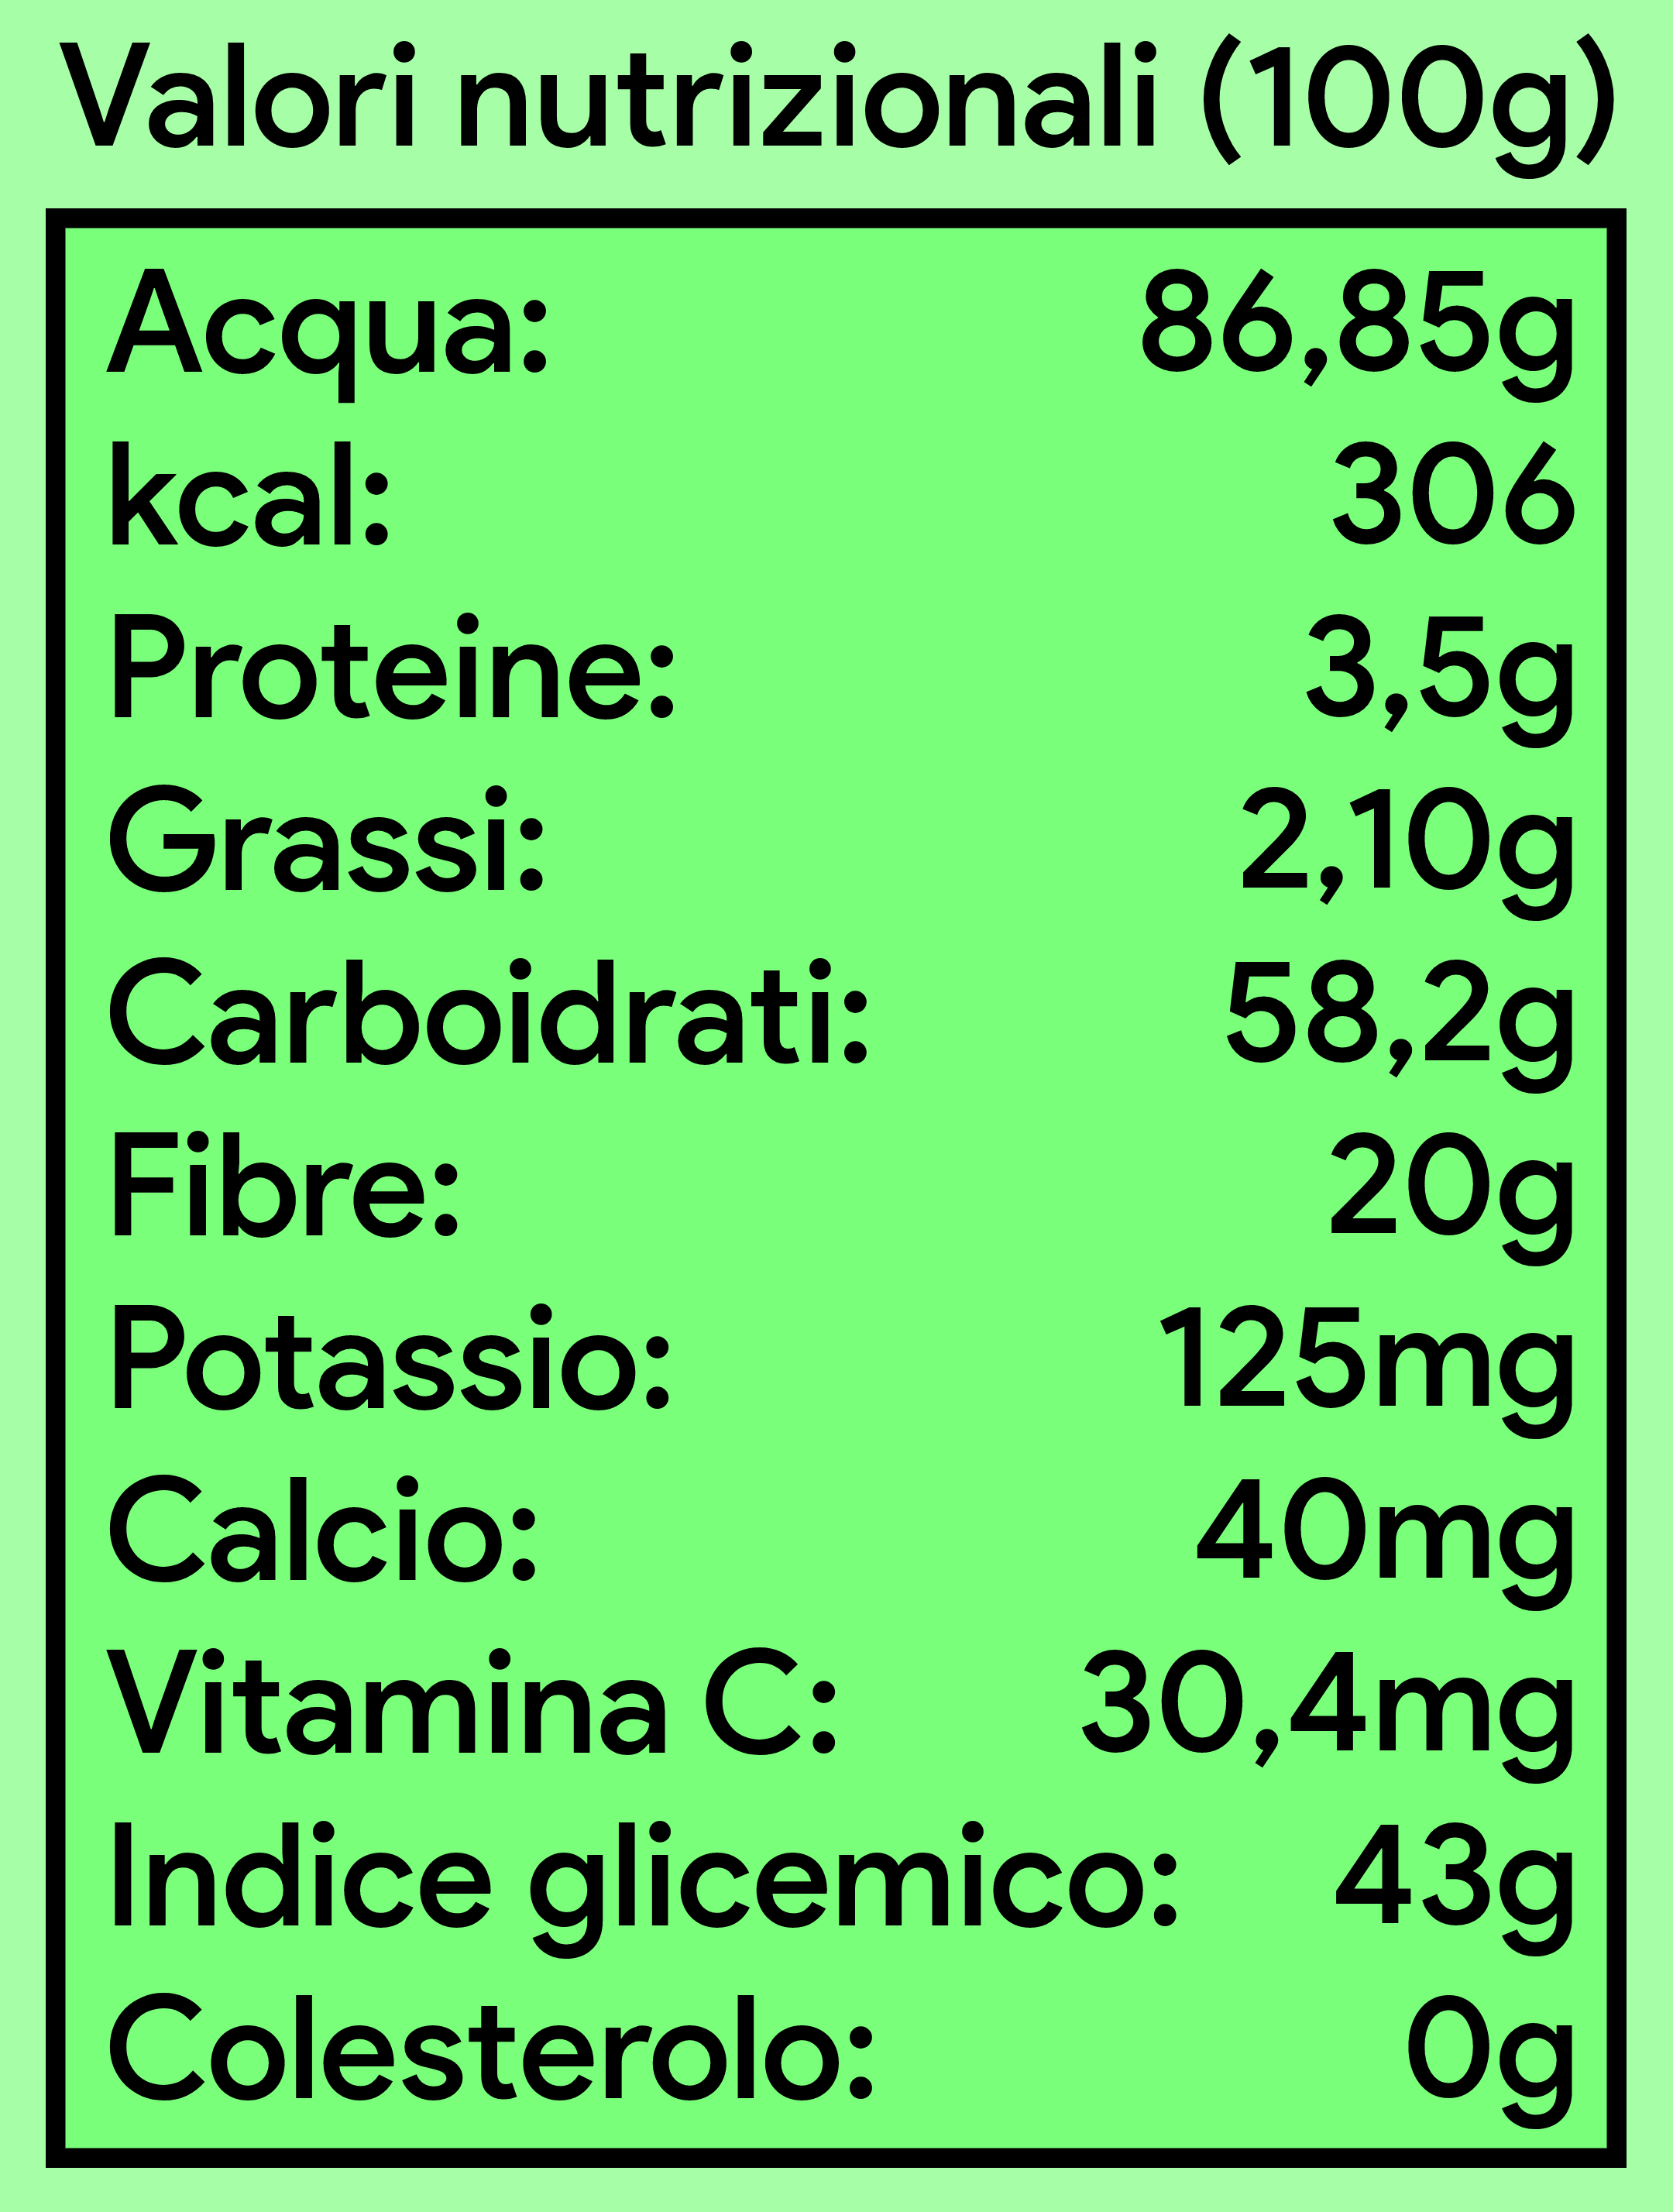 Valori nutrizionali (100g)
Acqua: 86,85g
kcal: 306
Proteine: 3,5g
Grassi: 2,10g
Carboidrati: 58,2g
Fibre: 20g
Potassio: 125mg
Calcio: 40mg
Vitamina C: 30,4mg
Indice glicemico: 43g
Colesterolo: 0g